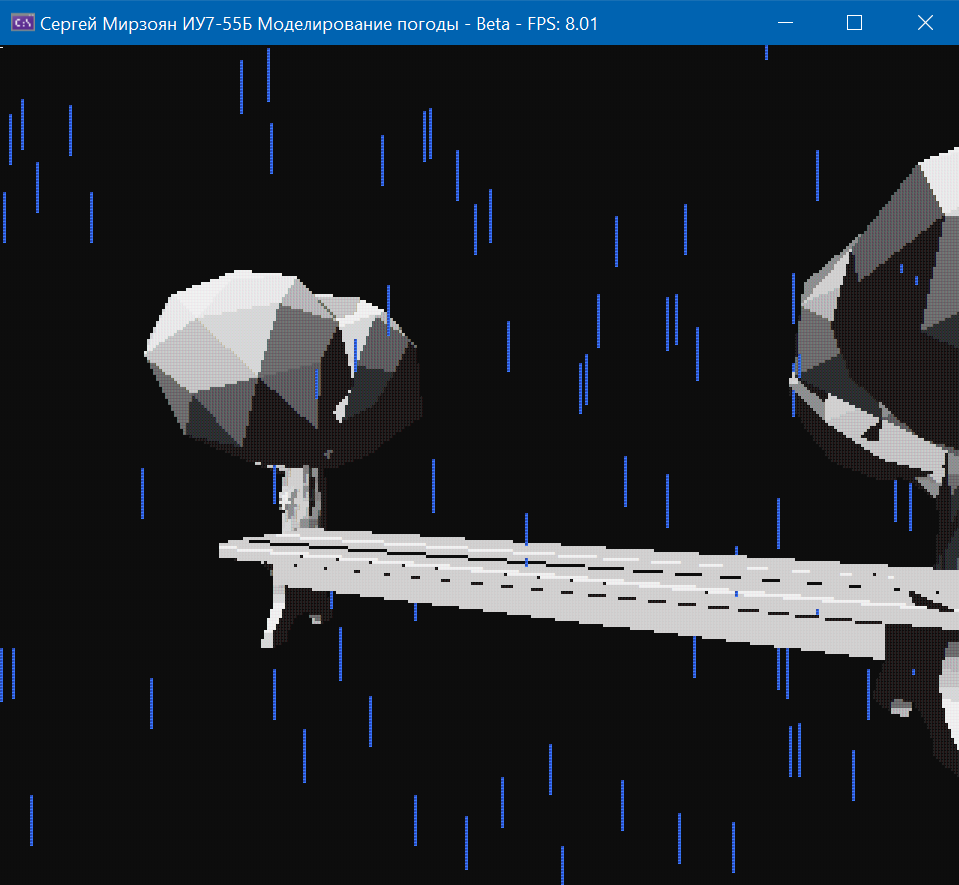 C:\ Сергей Мирзоян ИУ7-55Б Моделирование погоды - Beta - FPS: 8.01